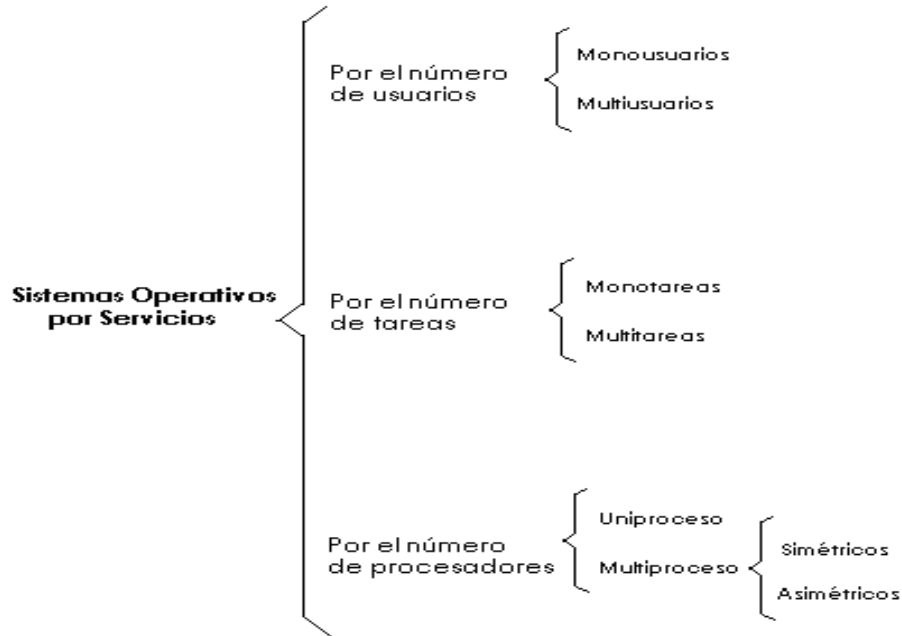 Sistemas Operativos
por Servicios
Por el número
de usuarios
Monousuarios
Multiusuarios
Por el número
de tareas
Monotareas
Multitareas
Por el número
de procesadores
Uniproceso
Multiproceso
Simétricos
Asimétricos